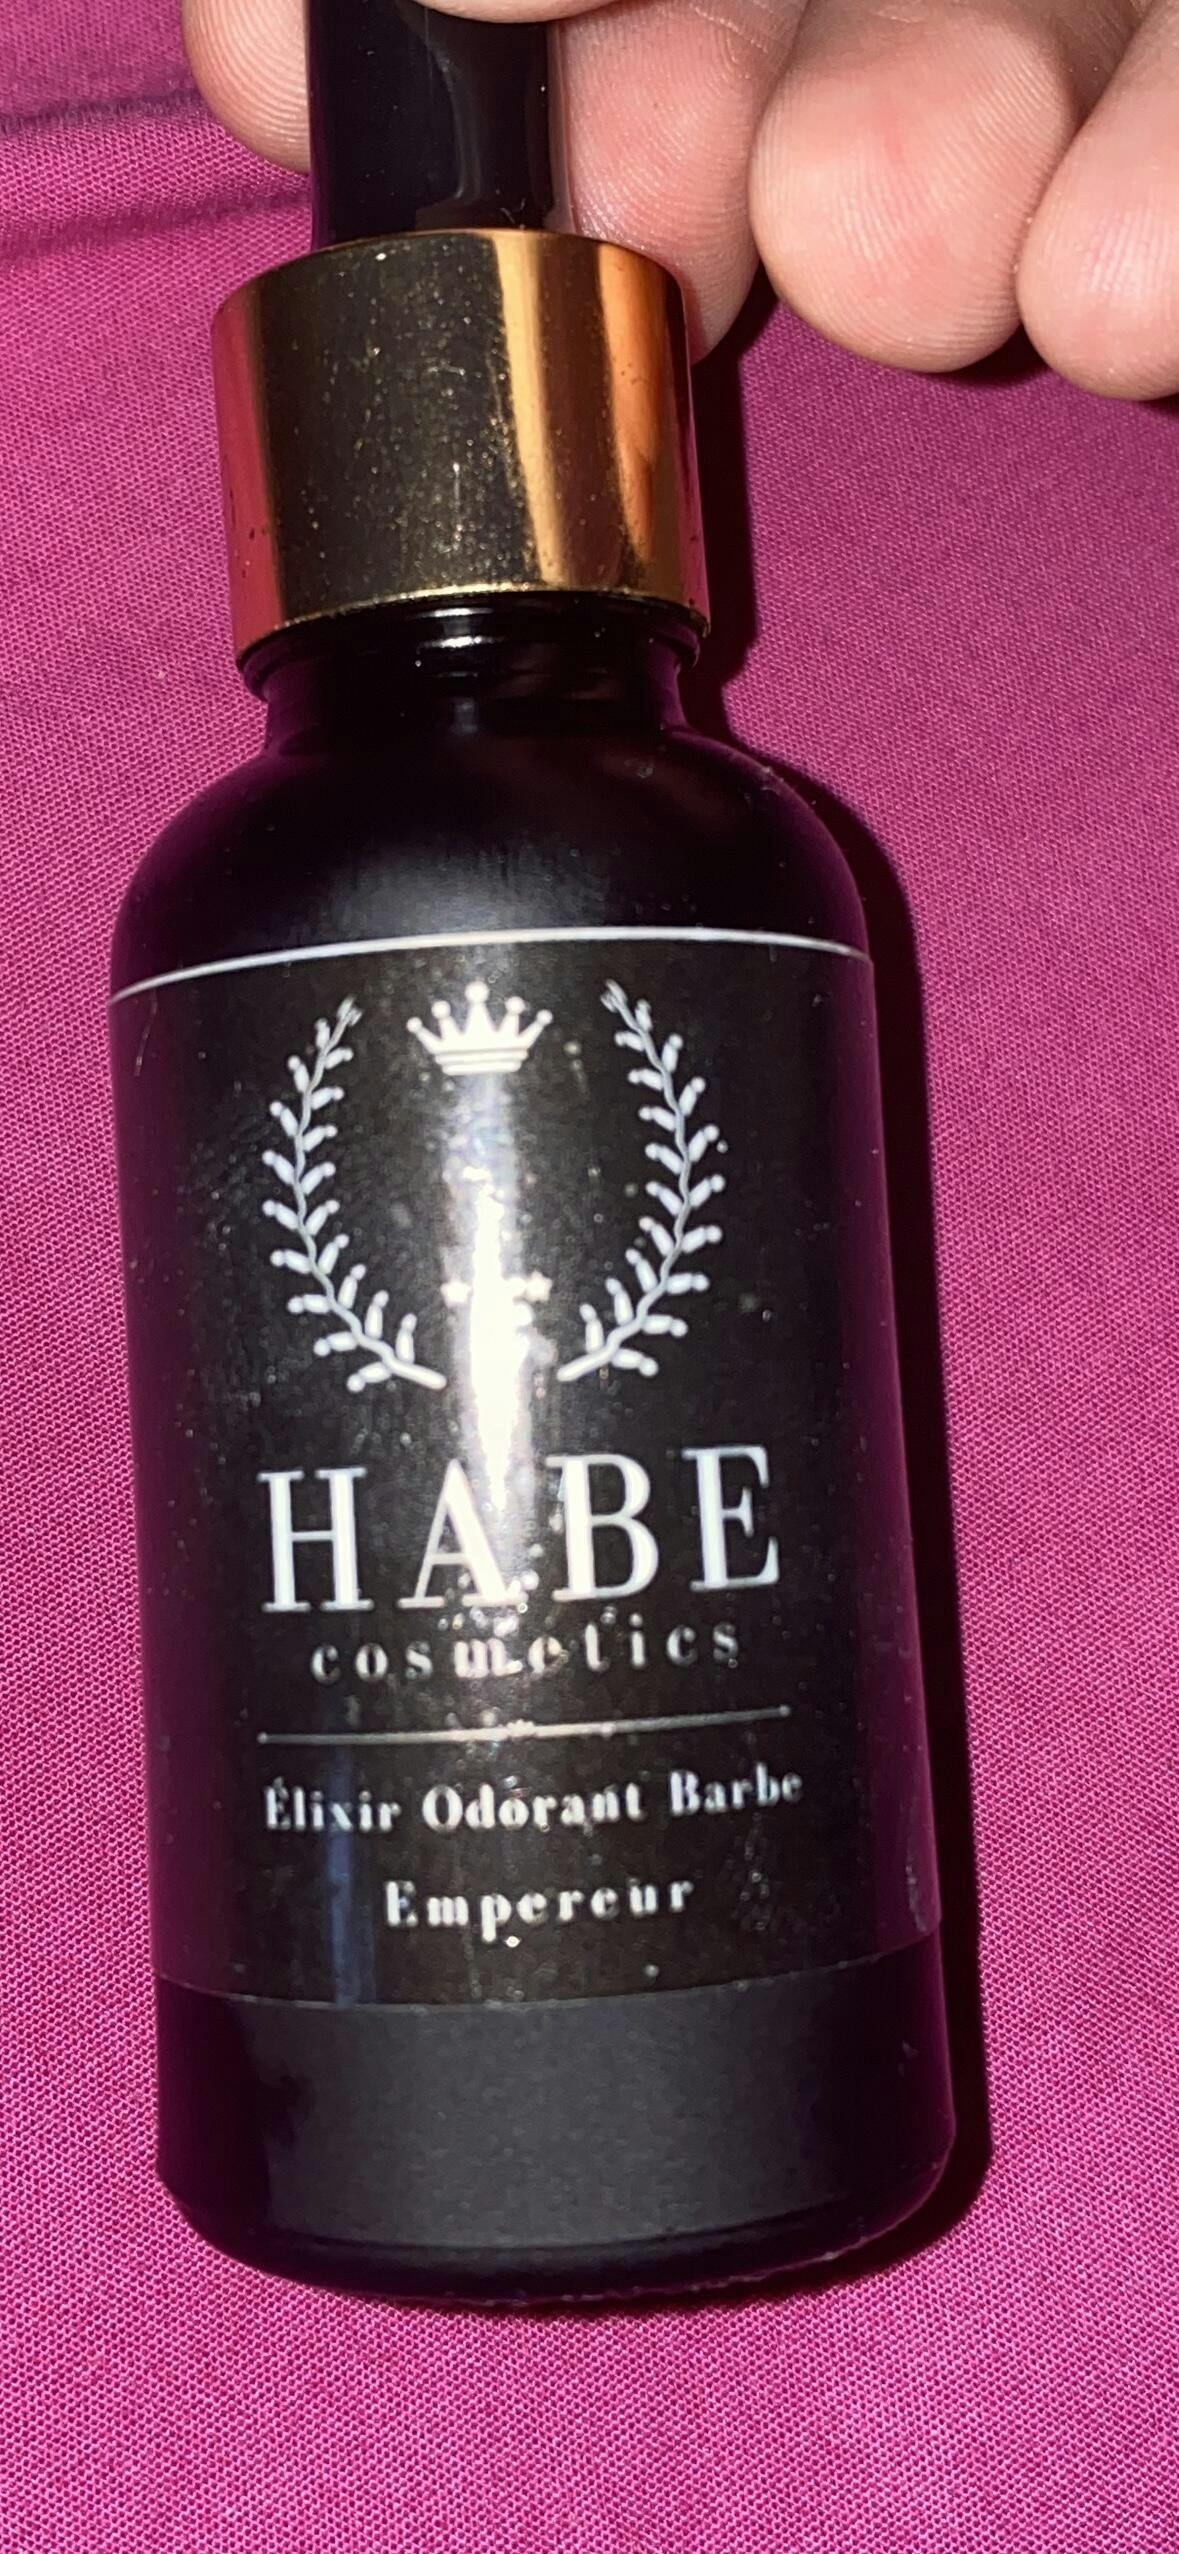 HABE
cosmetics
Élixir Odorant Barbe
Empereur